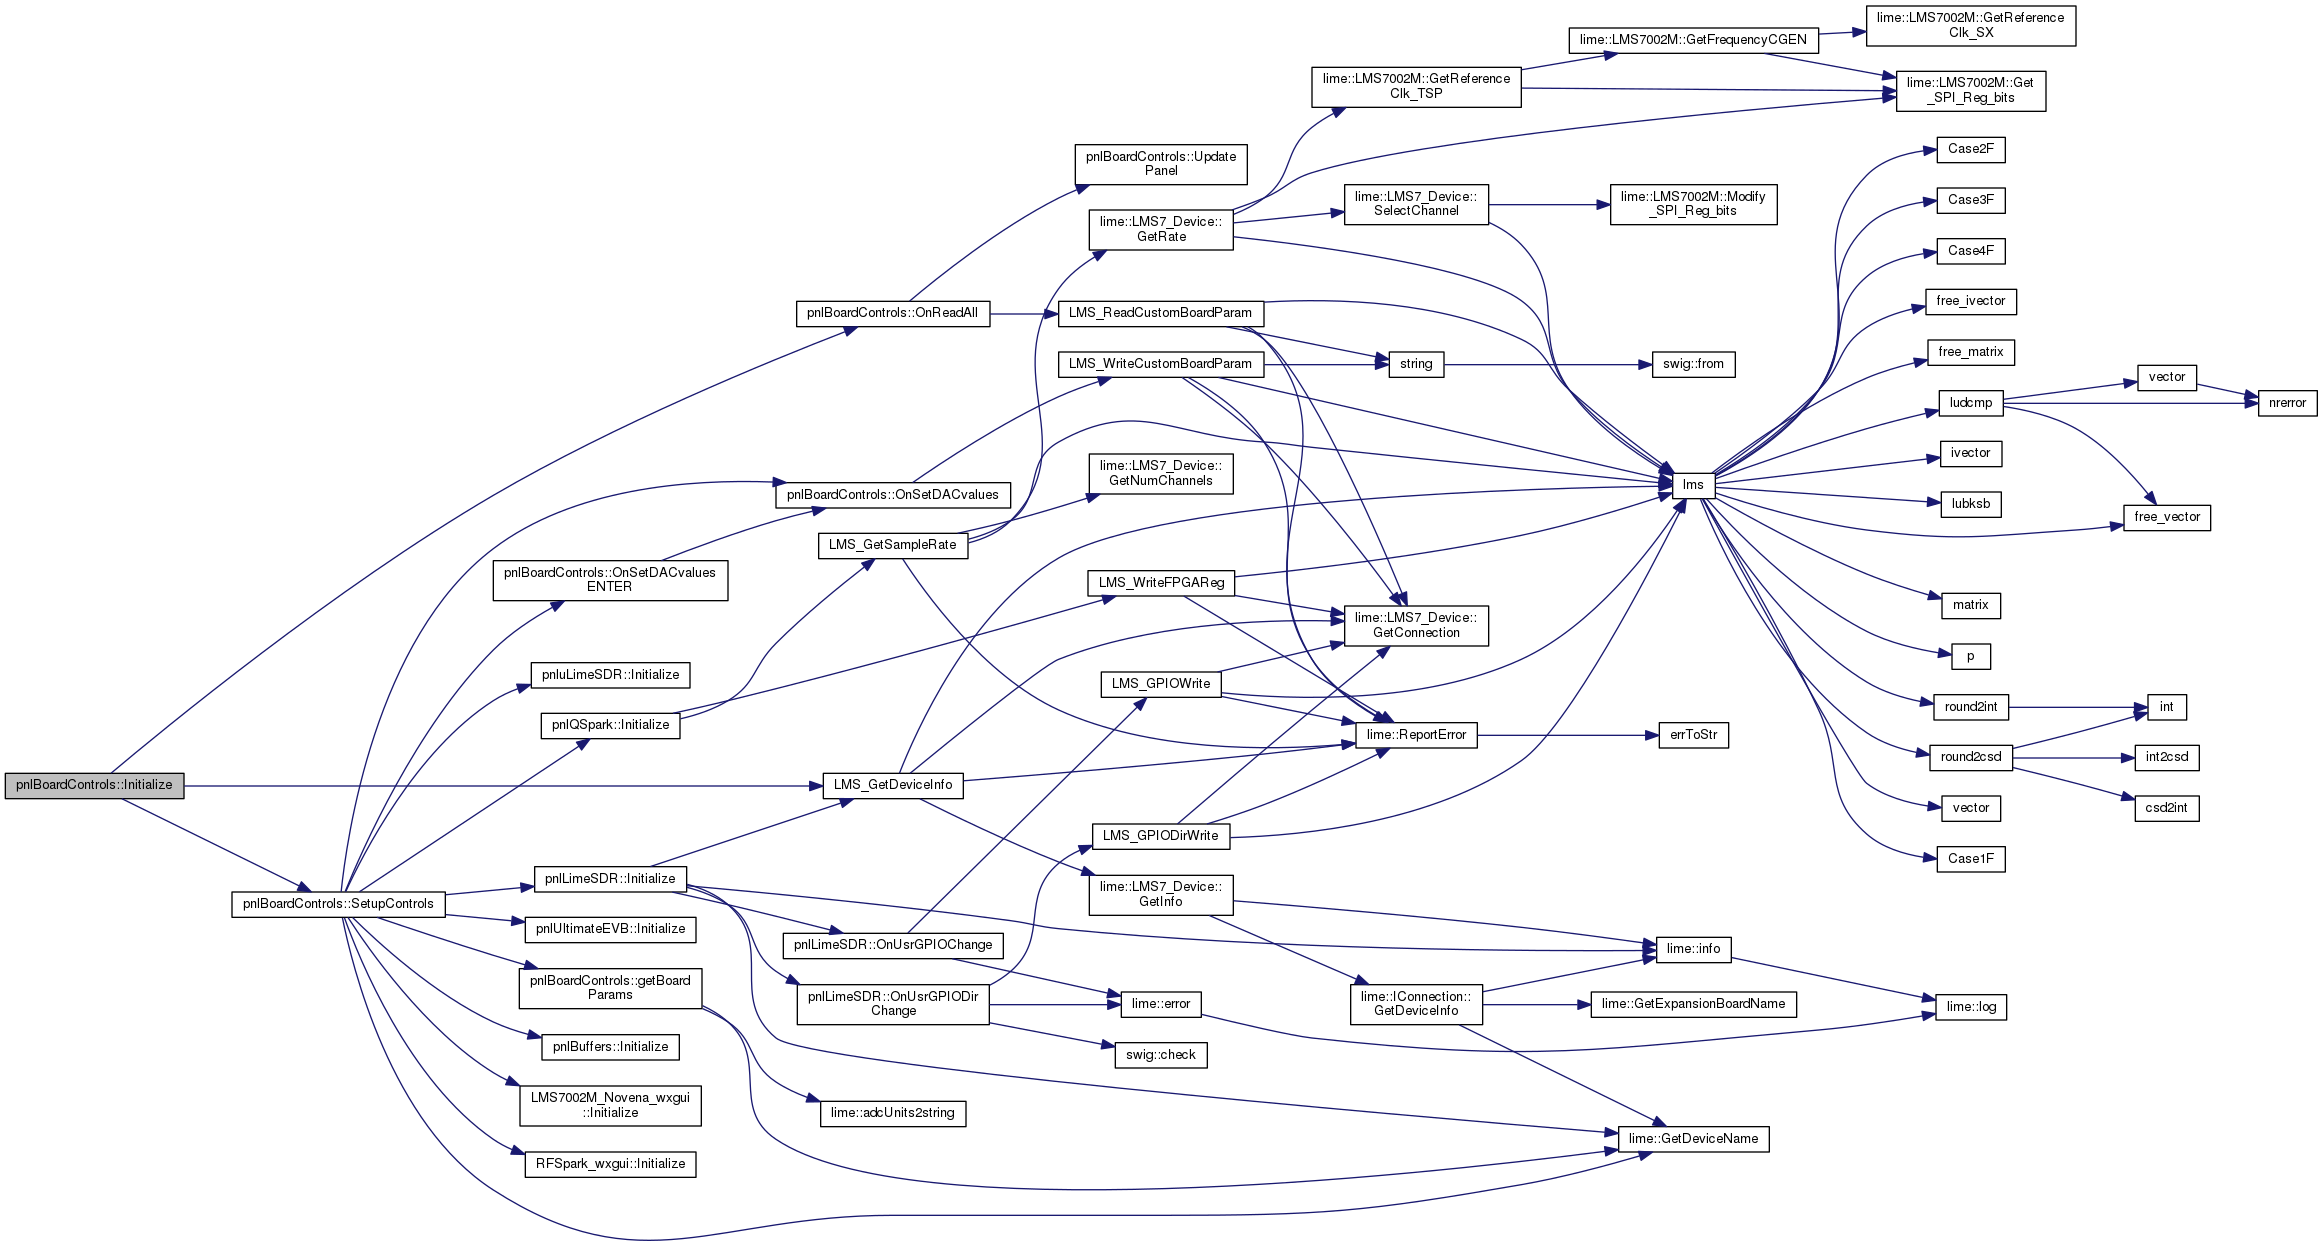 lime::LMS7002M::GetReference
Clk_SX
lime::LMS7002M::GetFrequencyCGEN
lime::LMS7002M::GetReference
Clk_TSP
lime::LMS7002M::Get
_SPI_Reg_bits
pnlBoardControls::Update
Panel
Case2F
lime::LMS7_Device::
SelectChannel
lime::LMS7002M::Modify
_SPI_Reg_bits
Case3F
lime::LMS7_Device::
GetRate
Case4F
pnlBoardControls::OnReadAll
LMS_ReadCustomBoardParam
free_ivector
LMS_WriteCustomBoardParam
string
swig::from
free_matrix
vector
ludcmp
nrerror
lime::LMS7_Device::
GetNumChannels
ivector
pnlBoardControls::OnSetDACvalues
lms
lubksb
free_vector
LMS_GetSampleRate
pnlBoardControls::OnSetDACvalues
ENTER
LMS_WriteFPGAReg
matrix
lime::LMS7_Device::
GetConnection
p
pnluLimeSDR::Initialize
LMS_GPIOWrite
round2int
int
pnlQSpark::Initialize
lime::ReportError
errToStr
round2csd
int2csd
pnlBoardControls::Initialize
LMS_GetDeviceInfo
vector
csd2int
LMS_GPIODirWrite
Case1F
pnlLimeSDR::Initialize
lime::LMS7_Device::
GetInfo
pnlBoardControls::SetupControls
pnlUltimateEVB::Initialize
pnlLimeSDR::OnUsrGPIOChange
lime::info
pnlBoardControls::getBoard
Params
pnlLimeSDR::OnUsrGPIODir
Change
lime::error
lime::IConnection::
GetDeviceInfo
lime::GetExpansionBoardName
lime::log
pnlBuffers::Initialize
swig::check
LMS7002M_Novena_wxgui
::Initialize
lime::adcUnits2string
lime::GetDeviceName
RFSpark_wxgui::Initialize